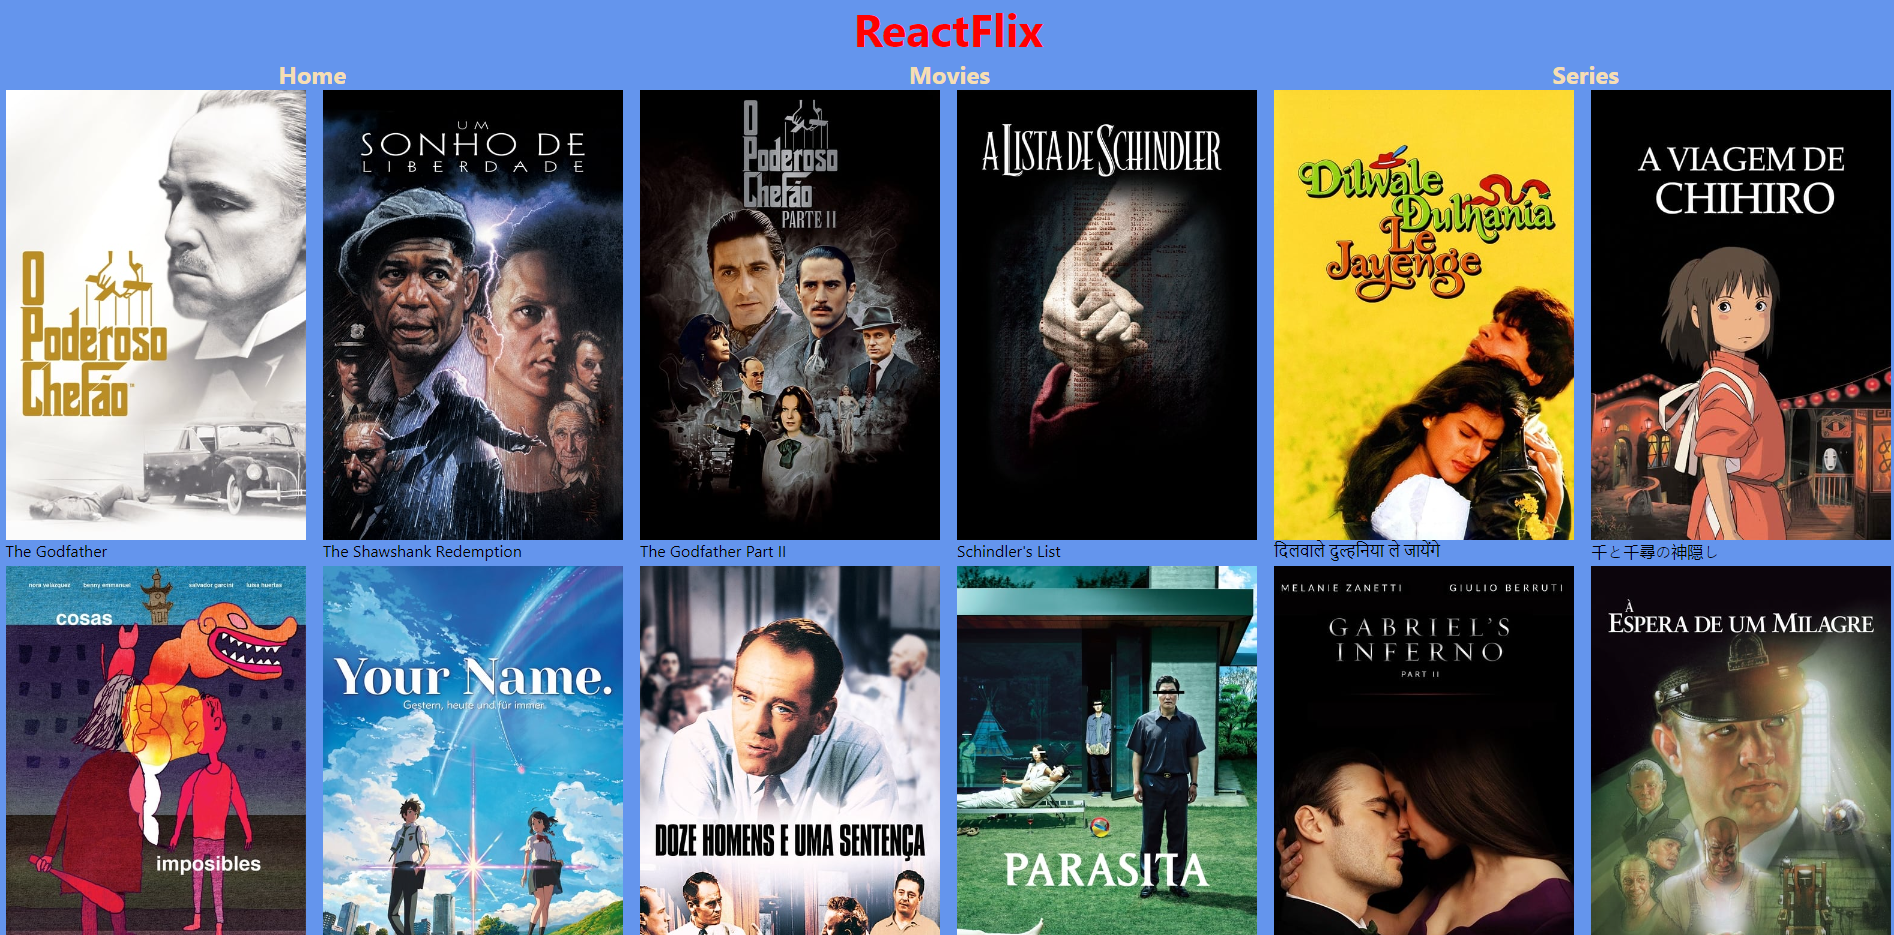 ReactFlix
Home
Movies
Series
O
Poderoso
Chefão
UM
SONHO DE
LIBERDADE
O
Poderoso
Chefão
PARTE II
A LISTA DE SCHINDLER
Dilwale
Dulhania
Le
Jayenge
A VIAGEM DE
CHIHIRO
The Godfather
The Shawshank Redemption
The Godfather Part II
Schindler's List
दिलवाले दुल्हनिया ले जायेंगे
千と千尋の神隠し
nora velázquez benny emmanuel salvador garcini luisa huertas
cosas
imposibles
Your Name.
Gestern, heute und für immer.
DOZE HOMENS E UMA SENTENÇA
PARASITA
MELANIE ZANETTI GIULIO BERRUTI
GABRIEL'S
INFERNO
PART II
À
ESPERA DE UM MILAGRE